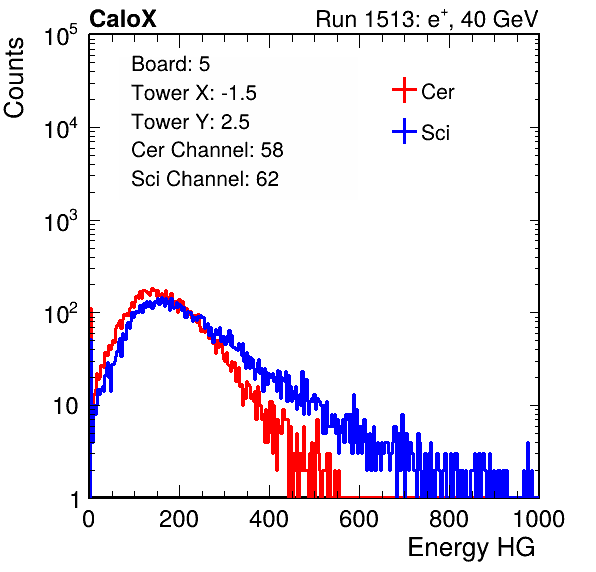 CaloX Run 1513: e⁺, 40 GeV
Counts
Board: 5
Tower X: -1.5
Tower Y: 2.5
Cer Channel: 58
Sci Channel: 62
Cer
Sci
10⁵
10⁴
10³
10²
10
1
0 200 400 600 800 1000
Energy HG